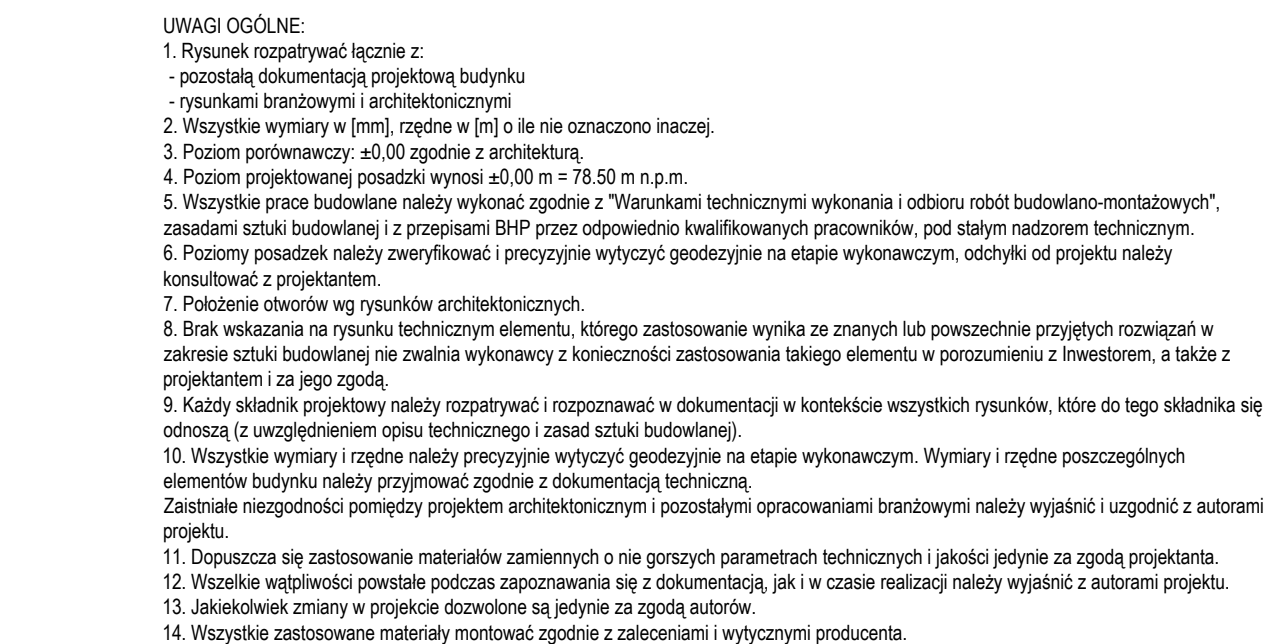 UWAGI OGÓLNE:
1. Rysunek rozpatrywać łącznie z:
- pozostałą dokumentacją projektową budynku
- rysunkami branżowymi i architektonicznymi
2. Wszystkie wymiary w [mm], rzędne w [m] o ile nie oznaczono inaczej.
3. Poziom porównawczy: ±0,00 zgodnie z architekturą.
4. Poziom projektowanej posadzki wynosi ±0,00 m = 78.50 m n.p.m.
5. Wszystkie prace budowlane należy wykonać zgodnie z "Warunkami technicznymi wykonania i odbioru robót budowlano-montażowych",
zasadami sztuki budowlanej i z przepisami BHP przez odpowiednio kwalifikowanych pracowników, pod stałym nadzorem technicznym.
6. Poziomy posadzek należy zweryfikować i precyzyjnie wytyczyć geodezyjnie na etapie wykonawczym, odchyłki od projektu należy
konsultować z projektantem.
7. Położenie otworów wg rysunków architektonicznych.
8. Brak wskazania na rysunku technicznym elementu, którego zastosowanie wynika ze znanych lub powszechnie przyjętych rozwiązań w
zakresie sztuki budowlanej nie zwalnia wykonawcy z konieczności zastosowania takiego elementu w porozumieniu z Inwestorem, a także z
projektantem i za jego zgodą.
9. Każdy składnik projektowy należy rozpatrywać i rozpoznawać w dokumentacji w kontekście wszystkich rysunków, które do tego składnika się
odnoszą (z uwzględnieniem opisu technicznego i zasad sztuki budowlanej).
10. Wszystkie wymiary i rzędne należy precyzyjnie wytyczyć geodezyjnie na etapie wykonawczym. Wymiary i rzędne poszczególnych
elementów budynku należy przyjmować zgodnie z dokumentacją techniczną.
Zaistniałe niezgodności pomiędzy projektem architektonicznym i pozostałymi opracowaniami branżowymi należy wyjaśnić i uzgodnić z autorami
projektu.
11. Dopuszcza się zastosowanie materiałów zamiennych o nie gorszych parametrach technicznych i jakości jedynie za zgodą projektanta.
12. Wszelkie wątpliwości powstałe podczas zapoznawania się z dokumentacją, jak i w czasie realizacji należy wyjaśnić z autorami projektu.
13. Jakiekolwiek zmiany w projekcie dozwolone są jedynie za zgodą autorów.
14. Wszystkie zastosowane materiały montować zgodnie z zaleceniami i wytycznymi producenta.